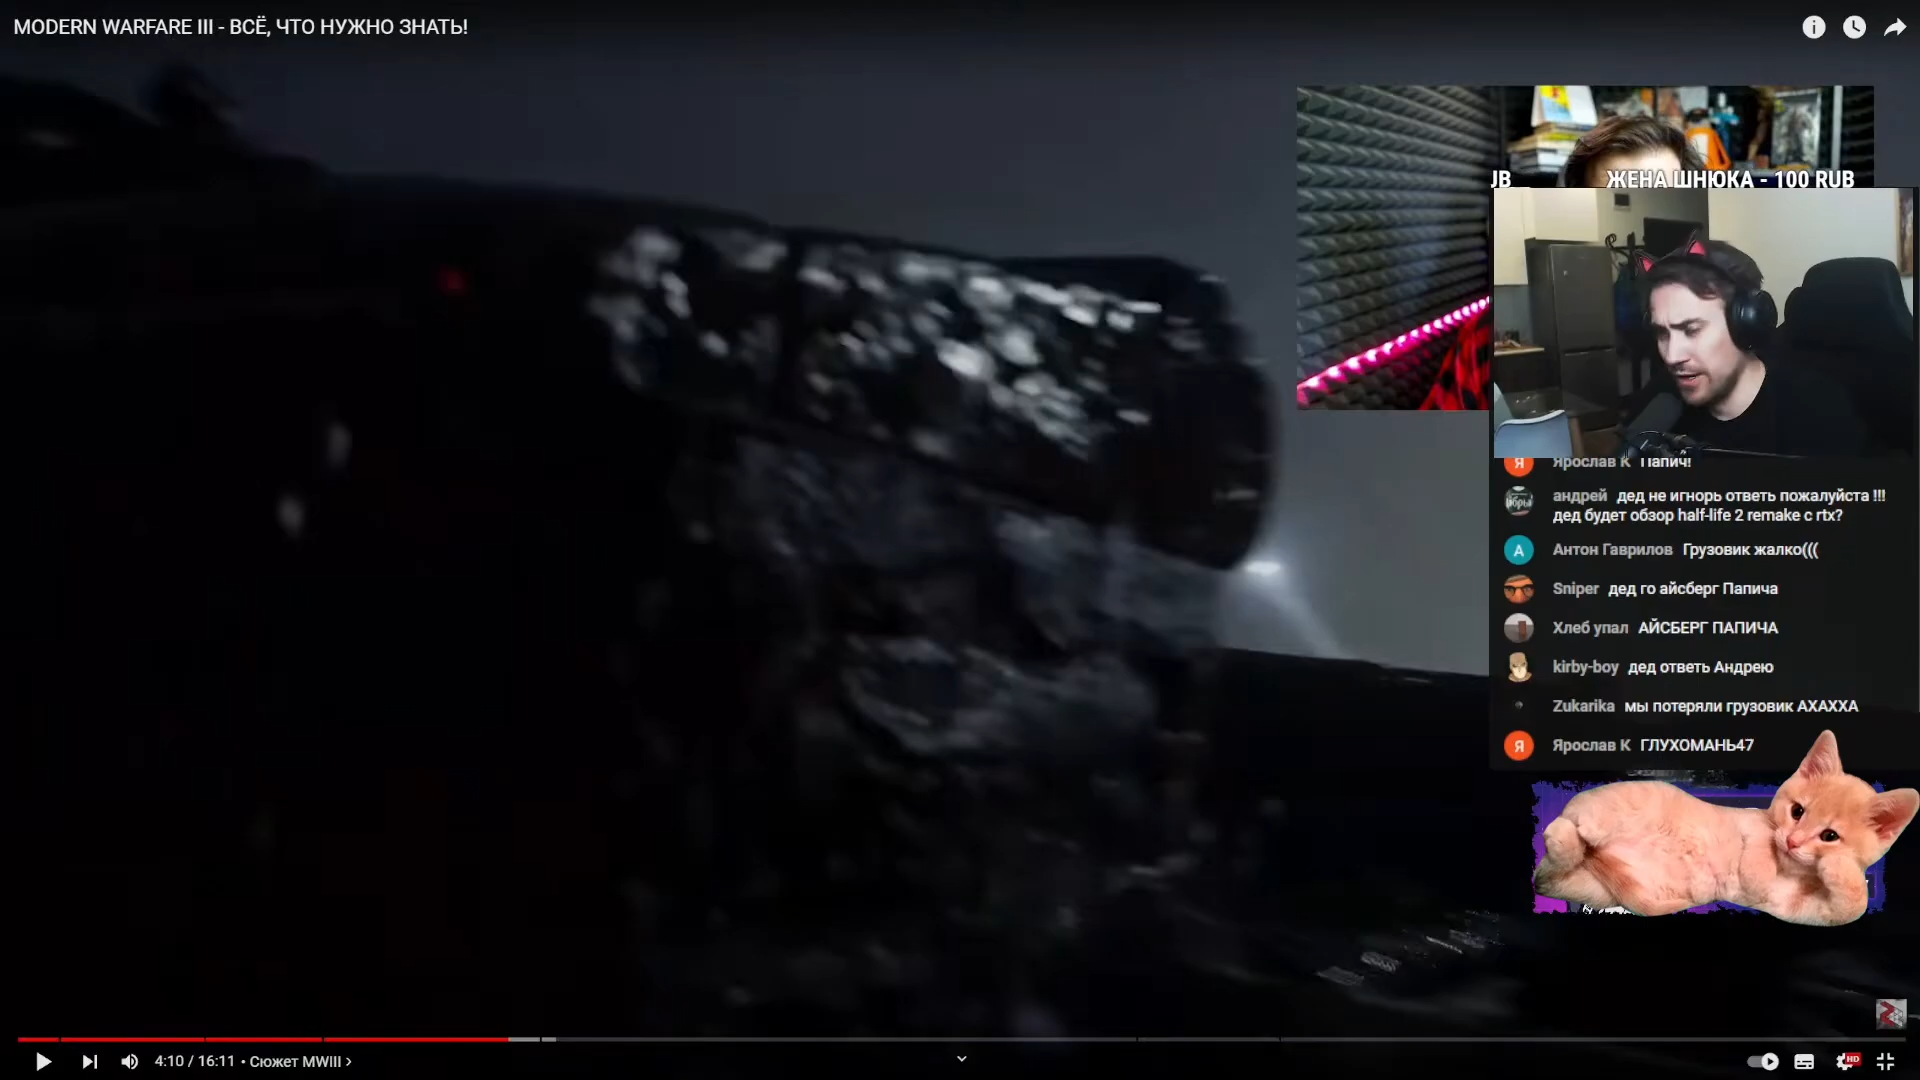 MODERN WARFARE III - ВСЁ, ЧТО НУЖНО ЗНАТЬ!
JB ЖЕНА ШНЮКА - 100 RUB
Ярослав К Папич!
андрей дед не игнорь ответь пожалуйста !!!
дед будет обзор half-life 2 remake с rtx?
Антон Гаврилов Грузовик жалко(((
Sniper дед го айсберг Папича
Хлеб упал АЙСБЕРГ ПАПИЧА
kirby-boy дед ответь Андрею
Zukarika мы потеряли грузовик АХАХХА
Я Ярослав К ГЛУХОМАНЬ47
4:10 / 16:11 • Сюжет MWIII ›
HD